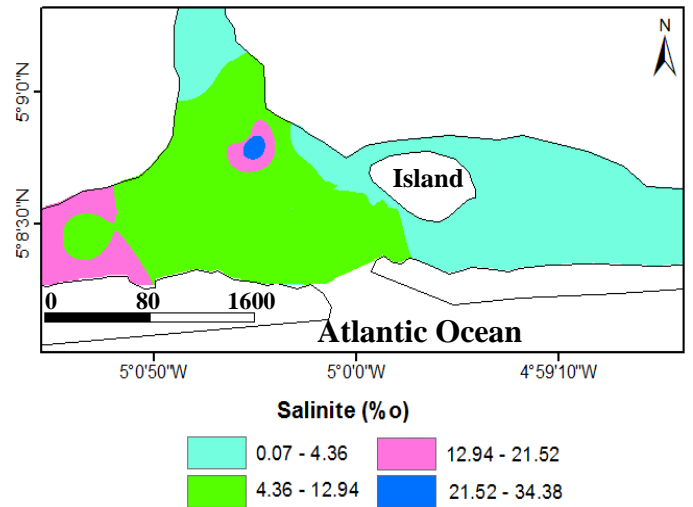 N
5°9'0"N
Island
5°8'30"N
0 80 1600
Atlantic Ocean
5°0'50"W 5°0'0"W 4°59'10"W
Salinite (%o)
0.07 - 4.36 12.94 - 21.52
4.36 - 12.94 21.52 - 34.38